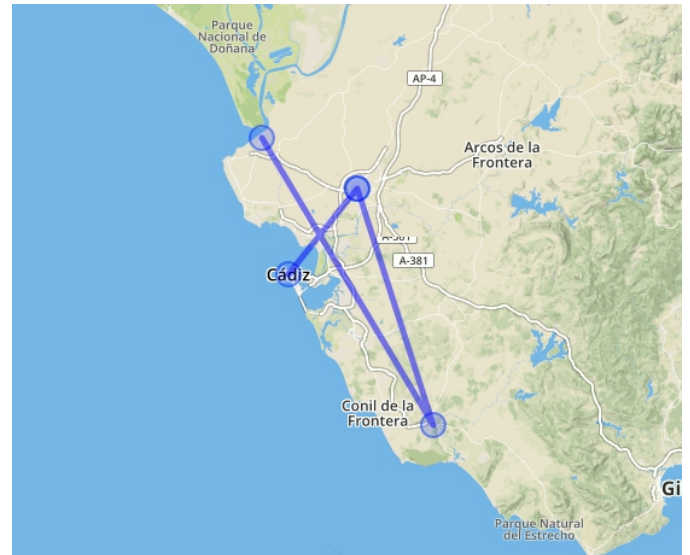 Parque
Nacional de
Doñana
AP-4
Arcos de la
Frontera
A-381
A-381
Cádiz
Conil de la
Frontera
Gi
Parque Natural
del Estrecho